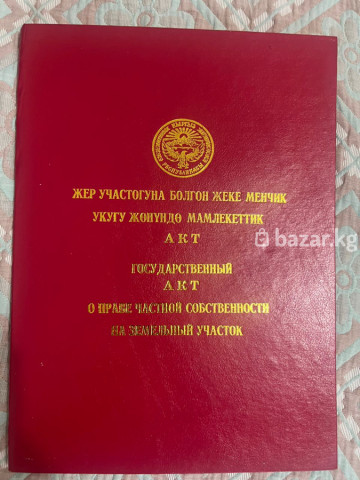 bazar.kg
ЖЕР УЧАСТОГУНА БОЛГОН ЖЕКЕ МЕНЧИК
УКУГУ ЖӨНҮНДӨ МАМЛЕКЕТТИК
АКТ
ГОСУДАРСТВЕННЫЙ
АКТ
О ПРАВЕ ЧАСТНОЙ СОБСТВЕННОСТИ
НА ЗЕМЕЛЬНЫЙ УЧАСТОК